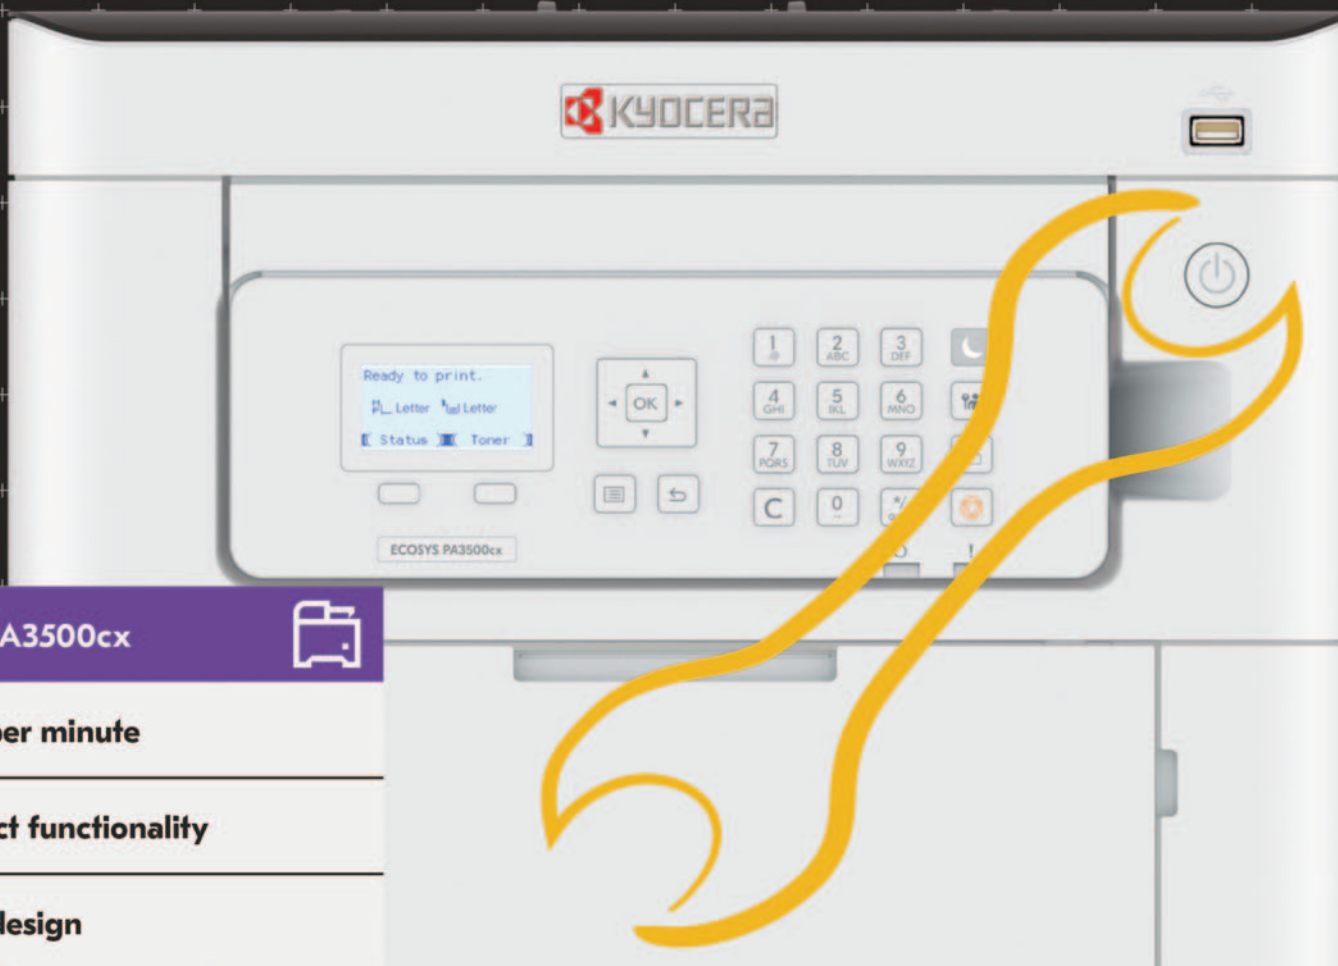 KYOCERA
Ready to print.
Letter Letter
Status Toner
OK
1
2 ABC
3 DEF
4 GHI
5 JKL
6 MNO
7 PQRS
8 TUV
9 WXYZ
C
0
!
ECOSYS PA3500cx
A3500cx
per minute
ct functionality
design